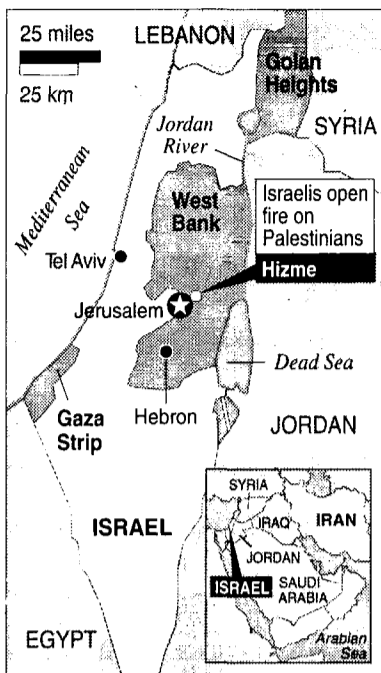 25 miles
25 km
LEBANON
Golan
Heights
SYRIA
Jordan
River
Mediterranean
Sea
West
Bank
Israelis open
fire on
Palestinians
Hizme
Tel Aviv
Jerusalem
Dead Sea
Hebron
Gaza
Strip
JORDAN
ISRAEL
EGYPT
SYRIA
IRAQ
IRAN
JORDAN
ISRAEL
SAUDI
ARABIA
Arabian
Sea